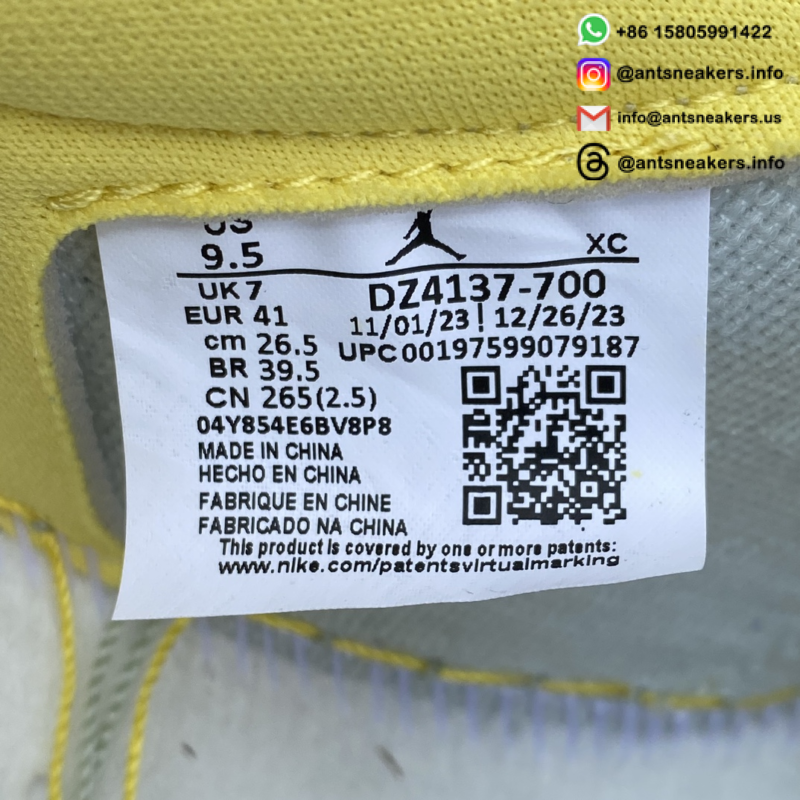 +86 15805991422
@antsneakers.info
info@antsneakers.us
@antsneakers.info
US
9.5
XC
UK 7
DZ4137-700
EUR 41
11/01/23 | 12/26/23
cm 26.5
UPC00197599079187
BR 39.5
CN 265(2.5)
04Y854E6BV8P8
MADE IN CHINA
HECHO EN CHINA
FABRIQUE EN CHINE
FABRICADO NA CHINA
This product is covered by one or more patents:
www.nike.com/patentsvirtualmarking